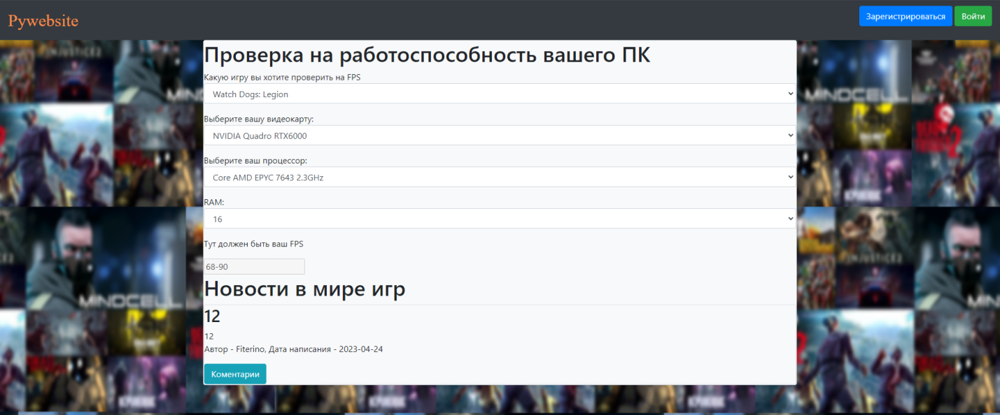 Pywebsite
Зарегистрироваться
Войти
Проверка на работоспособность вашего ПК
Какую игру вы хотите проверить на FPS
Watch Dogs: Legion
Выберите вашу видеокарту:
NVIDIA Quadro RTX6000
Выберите ваш процессор:
Core AMD EPYC 7643 2.3GHz
RAM:
16
Тут должен быть ваш FPS
68-90
Новости в мире игр
12
12
Автор - Fiterino, Дата написания - 2023-04-24
Коментарии
MINDCELL
MINDCELL